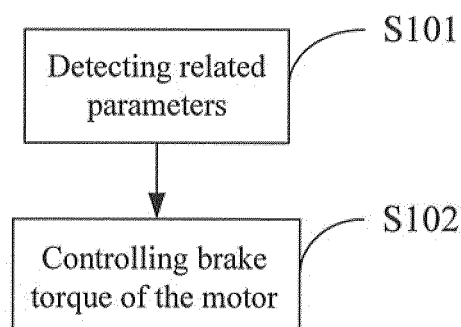 S101
Detecting related
parameters
S102
Controlling brake
torque of the motor